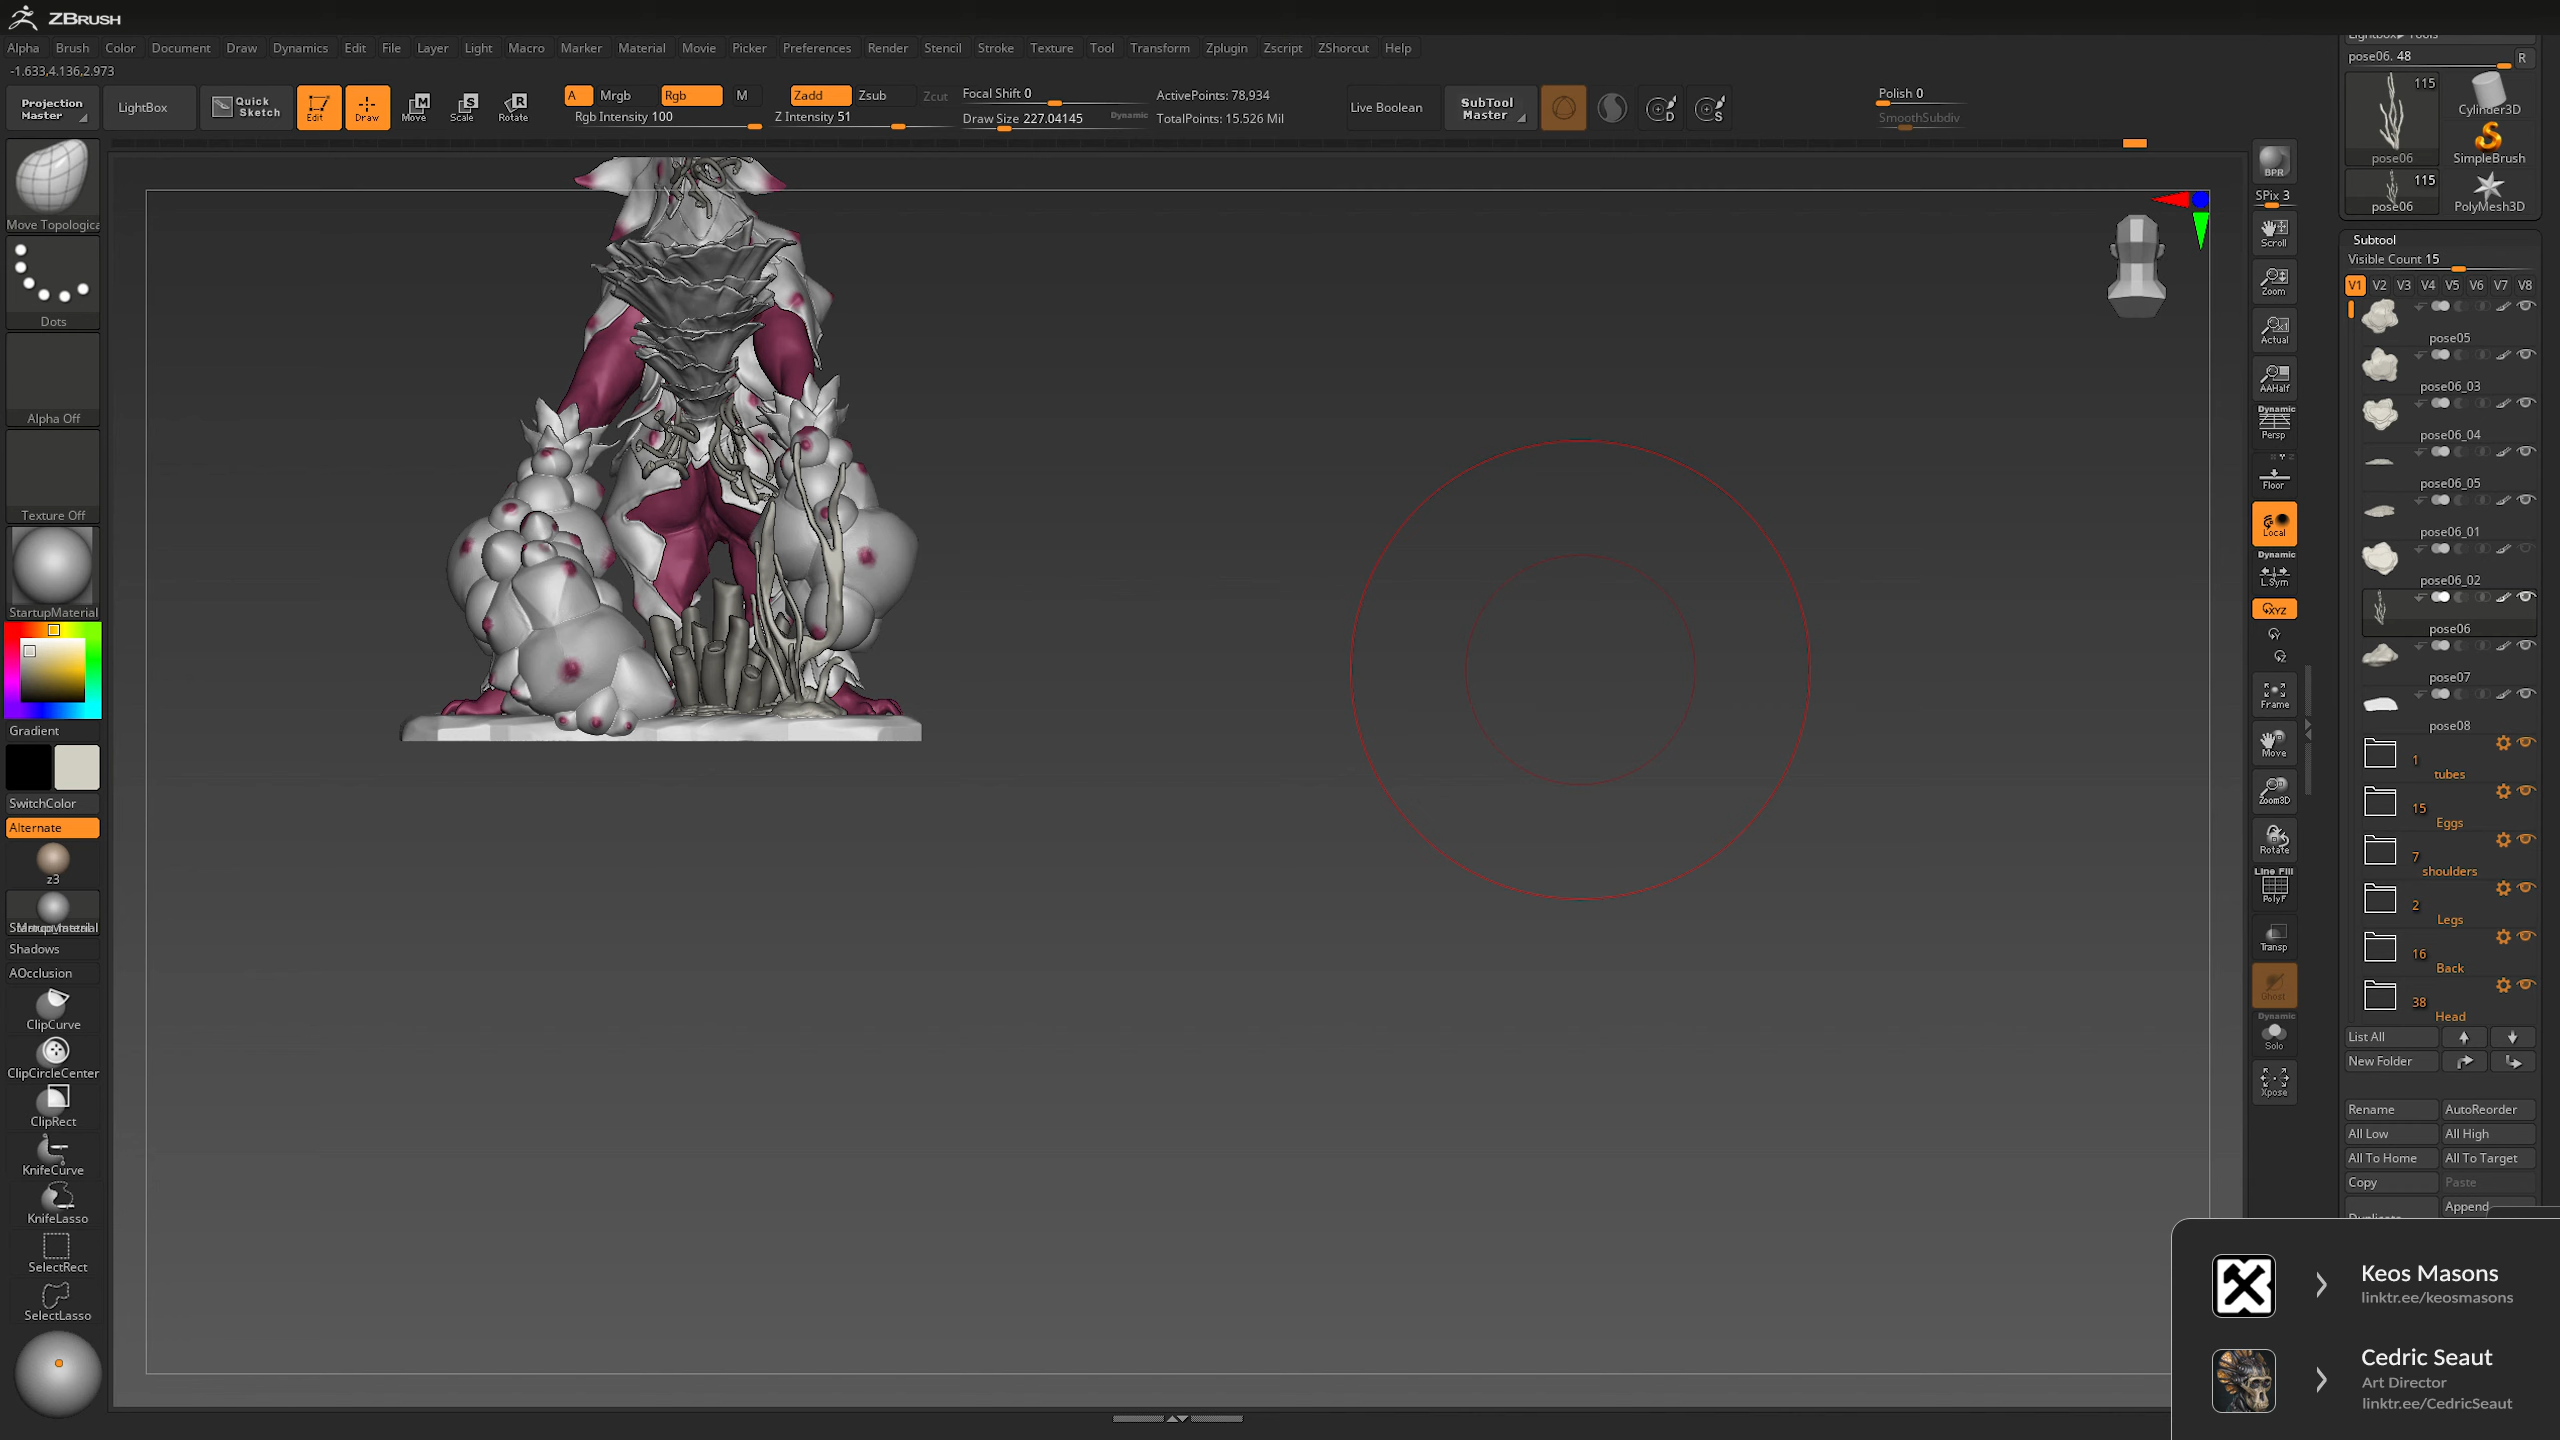 ZBRUSH
Alpha Brush Color Document Draw Dynamics Edit File Layer Light Macro Marker Material Movie Picker Preferences Render Stencil Stroke Texture Tool Transform Zplugin Zscript ZShorcut Help
-1.633,4.136,2.973
Projection Master
LightBox
Quick Sketch
Edit
Draw
Move
Scale
Rotate
A Mrgb Rgb M
Rgb Intensity 100
Zadd Zsub Zcut
Z Intensity 51
Focal Shift 0
Draw Size 227.04145 Dynamic
ActivePoints: 78,934
TotalPoints: 15.526 Mil
Live Boolean
SubTool Master
Polish 0
SmoothSubdiv
Move Topologica
Dots
Alpha Off
Texture Off
StartupMaterial
Gradient
SwitchColor
Alternate
z3
Shadows
AOcclusion
ClipCurve
ClipCircleCenter
ClipRect
KnifeCurve
KnifeLasso
SelectRect
SelectLasso
BPR
SPix 3
Scroll
Zoom
Actual
AAHalf
Dynamic
Persp
Floor
Local
Dynamic
L.Sym
XYZ
Frame
Move
Zoom3D
Rotate
Line Fill
PolyF
Transp
Ghost
Dynamic
Solo
Xpose
pose06. 48 R
115
pose06
Cylinder3D
SimpleBrush
115
pose06
PolyMesh3D
Subtool
Visible Count 15
V1 V2 V3 V4 V5 V6 V7 V8
pose05
pose06_03
pose06_04
pose06_05
pose06_01
pose06_02
pose06
pose07
pose08
1 tubes
15 Eggs
7 shoulders
2 Legs
16 Back
38 Head
List All
New Folder
Rename AutoReorder
All Low All High
All To Home All To Target
Copy Paste
Append
Keos Masons
linktr.ee/keosmasons
Cedric Seaut
Art Director
linktr.ee/CedricSeaut